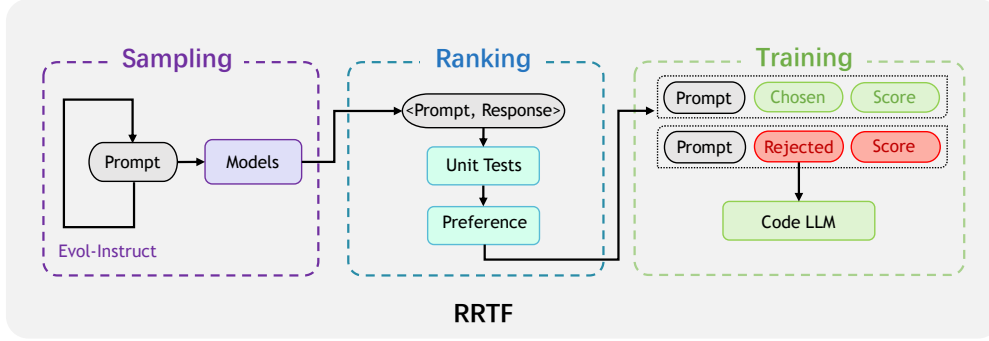 Sampling
Prompt
Models
Evol-Instruct
Ranking
<Prompt, Response>
Unit Tests
Preference
Training
Prompt Chosen Score
Prompt Rejected Score
Code LLM
RRTF